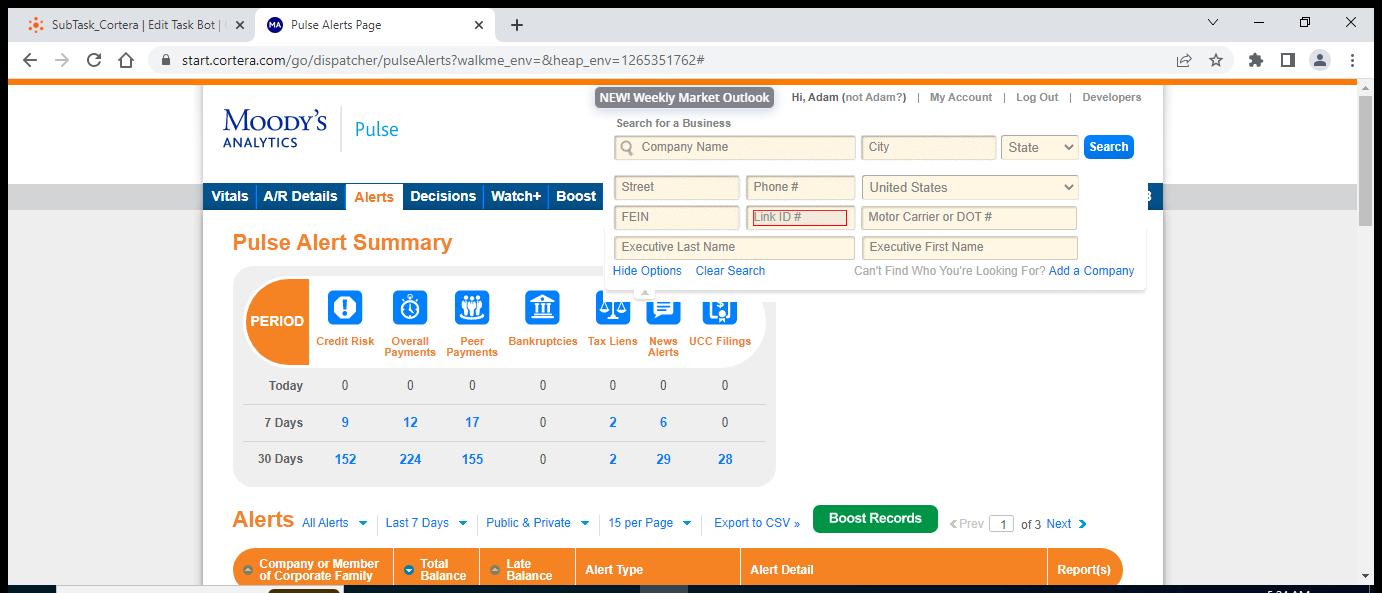 SubTask_Cortera | Edit Task Bot |
MA Pulse Alerts Page
start.cortera.com/go/dispatcher/pulseAlerts?walkme_env=&heap_env=1265351762#
NEW! Weekly Market Outlook Hi, Adam (not Adam?) | My Account | Log Out | Developers
MOODY'S ANALYTICS Pulse
Search for a Business
Company Name City State Search
Street Phone # United States
Vitals A/R Details Alerts Decisions Watch+ Boost
FEIN Link ID # Motor Carrier or DOT #
Executive Last Name Executive First Name
Hide Options Clear Search Can't Find Who You're Looking For? Add a Company
Pulse Alert Summary
PERIOD Credit Risk Overall Payments Peer Payments Bankruptcies Tax Liens News Alerts UCC Filings
Today 0 0 0 0 0 0 0
7 Days 9 12 17 0 2 6 0
30 Days 152 224 155 0 2 29 28
Alerts All Alerts Last 7 Days Public & Private 15 per Page Export to CSV » Boost Records Prev 1 of 3 Next
Company or Member of Corporate Family Total Balance Late Balance Alert Type Alert Detail Report(s)